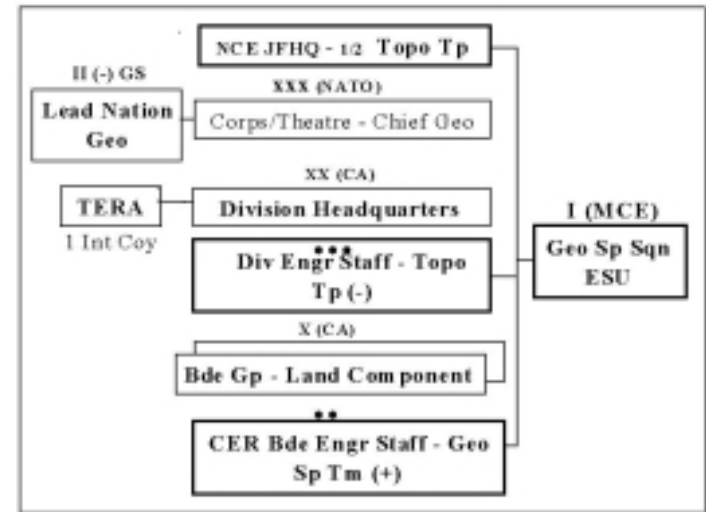 NCE JFHQ - 1/2 Topo Tp
II (-) GS
Lead Nation
Geo
XXX (NATO)
Corps/Theatre - Chief Geo
XX (CA)
TERA
Division Headquarters
1 Int Coy
I (MCE)
Geo Sp Sqn
ESU
•••
Div Engr Staff - Topo
Tp (-)
X (CA)
Bde Gp - Land Component
••
CER Bde Engr Staff - Geo
Sp Tm (+)